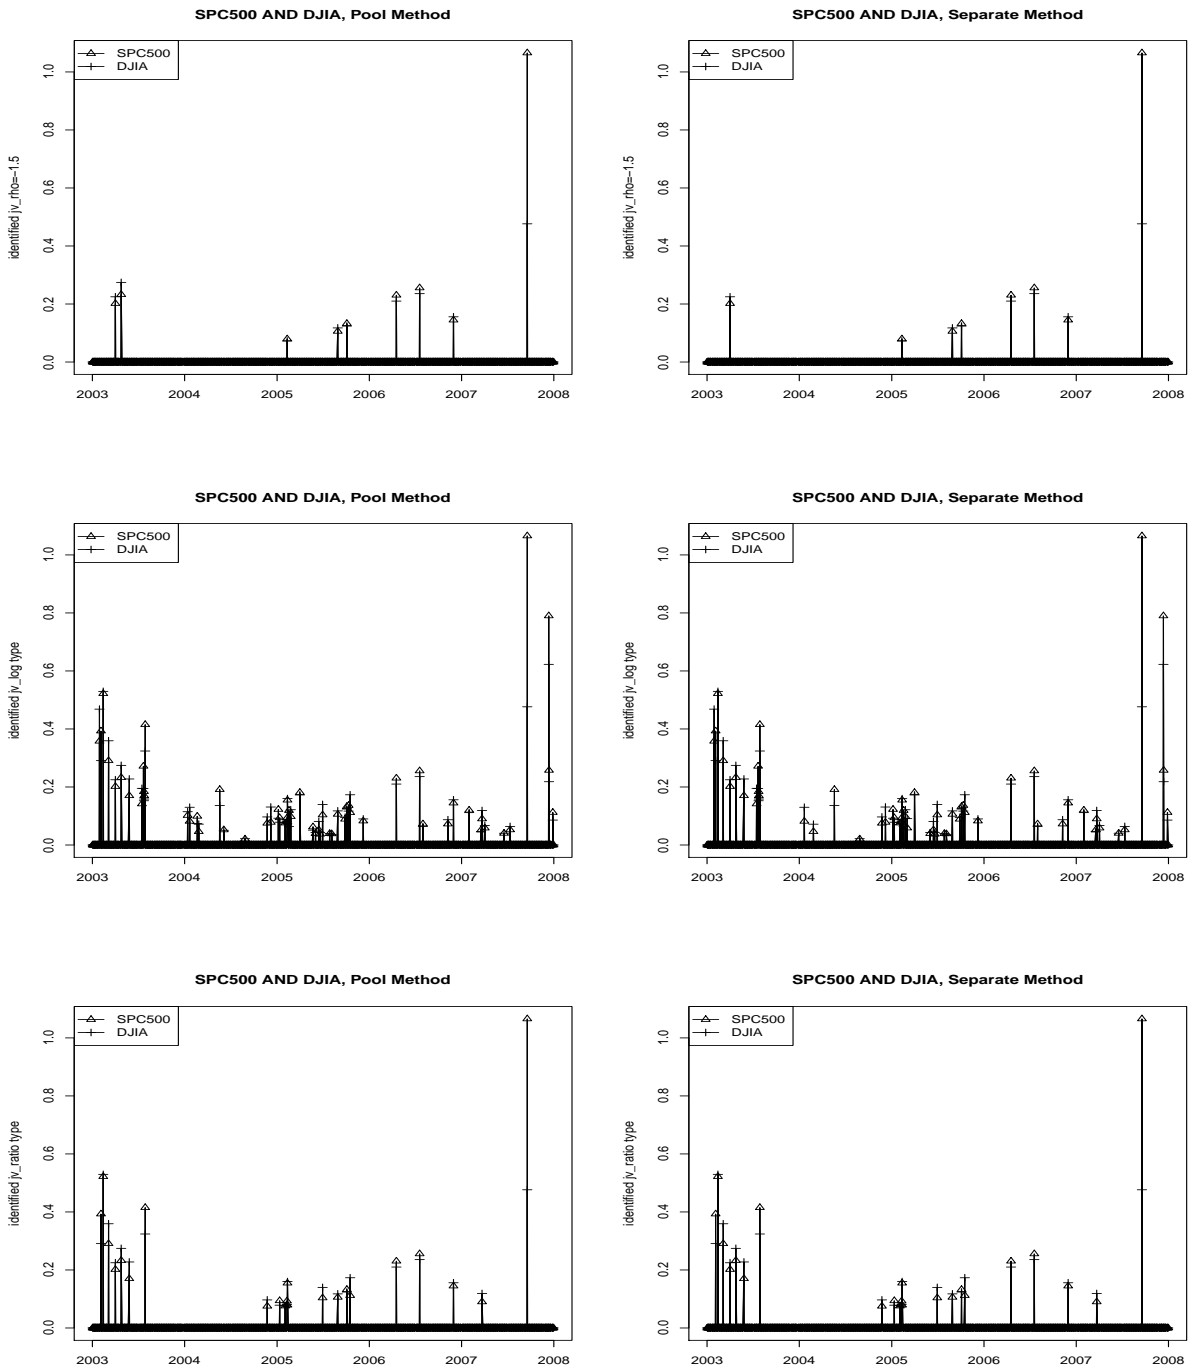 SPC500 AND DJIA, Pool Method
SPC500
DJIA
identified jv_rho=−1.5
0.0 0.2 0.4 0.6 0.8 1.0
2003 2004 2005 2006 2007 2008
SPC500 AND DJIA, Separate Method
SPC500
DJIA
identified jv_rho=−1.5
0.0 0.2 0.4 0.6 0.8 1.0
2003 2004 2005 2006 2007 2008
SPC500 AND DJIA, Pool Method
SPC500
DJIA
identified jv_log type
0.0 0.2 0.4 0.6 0.8 1.0
2003 2004 2005 2006 2007 2008
SPC500 AND DJIA, Separate Method
SPC500
DJIA
identified jv_log type
0.0 0.2 0.4 0.6 0.8 1.0
2003 2004 2005 2006 2007 2008
SPC500 AND DJIA, Pool Method
SPC500
DJIA
identified jv_ratio type
0.0 0.2 0.4 0.6 0.8 1.0
2003 2004 2005 2006 2007 2008
SPC500 AND DJIA, Separate Method
SPC500
DJIA
identified jv_ratio type
0.0 0.2 0.4 0.6 0.8 1.0
2003 2004 2005 2006 2007 2008